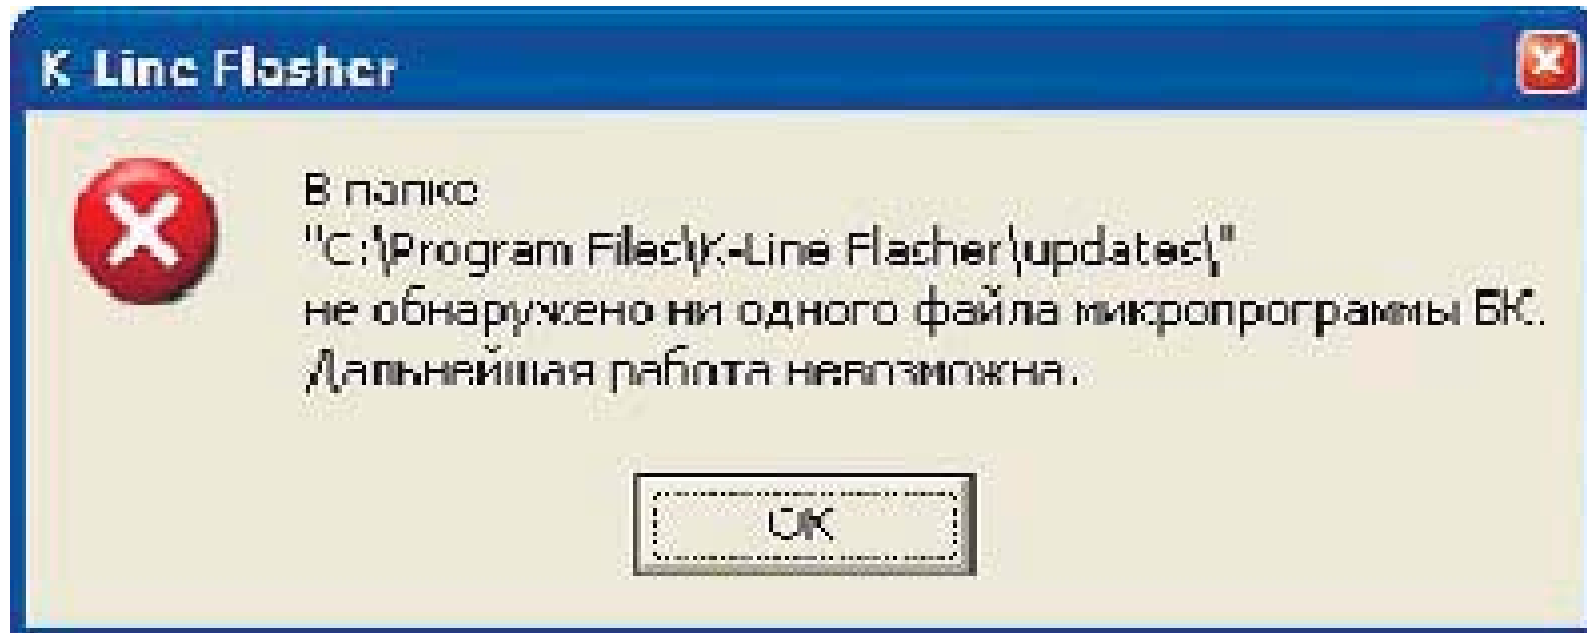 K-Line Flasher
В папке
"C:\Program Files\K-Line Flasher\updates\"
не обнаружено ни одного файла микропрограммы БК.
Дальнейшая работа невозможна.
OK